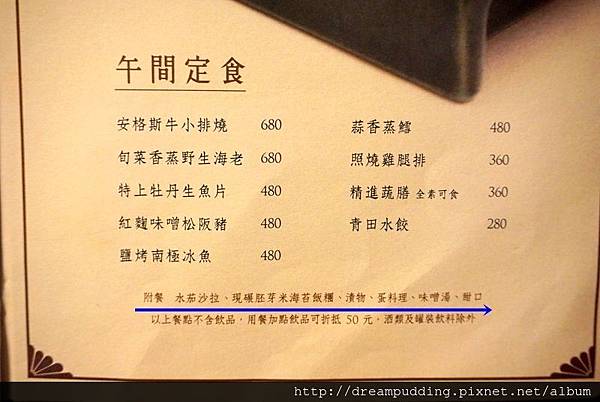 午間定食
安格斯牛小排燒 680
旬菜香蒸野生海老 680
特上牡丹生魚片 480
紅麴味噌松阪豬 480
鹽烤南極冰魚 480
蒜香蒸鱈 480
照燒雞腿排 360
精進蔬膳 全素可食 360
青田水餃 280
附餐 水茄沙拉、現碾胚芽米海苔飯糰、漬物、蛋料理、味噌湯、甜口
以上餐點不含飲品，用餐加點飲品可折抵 50 元，酒類及罐裝飲料除外
http://dreampudding.pixnet.net/album